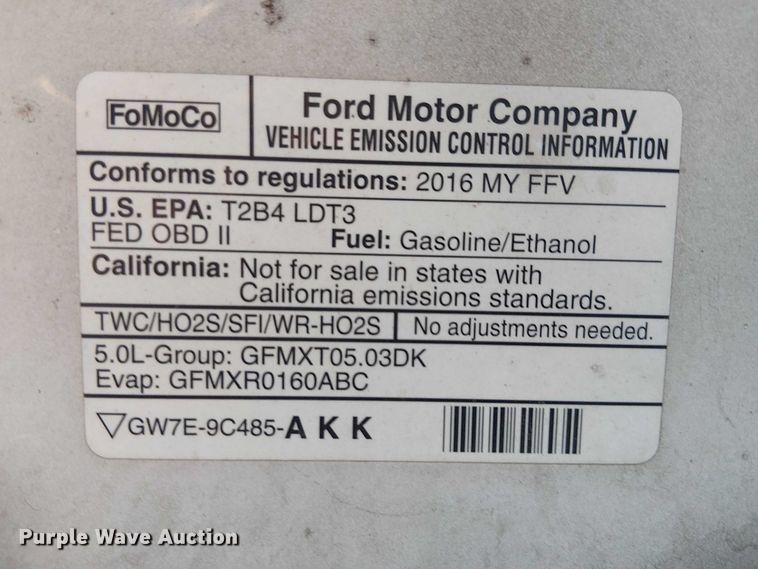 FoMoCo
Ford Motor Company
VEHICLE EMISSION CONTROL INFORMATION
Conforms to regulations: 2016 MY FFV
U.S. EPA: T2B4 LDT3
FED OBD II Fuel: Gasoline/Ethanol
California: Not for sale in states with
California emissions standards.
TWC/HO2S/SFI/WR-HO2S No adjustments needed.
5.0L-Group: GFMXT05.03DK
Evap: GFMXR0160ABC
GW7E-9C485-AKK
Purple Wave Auction